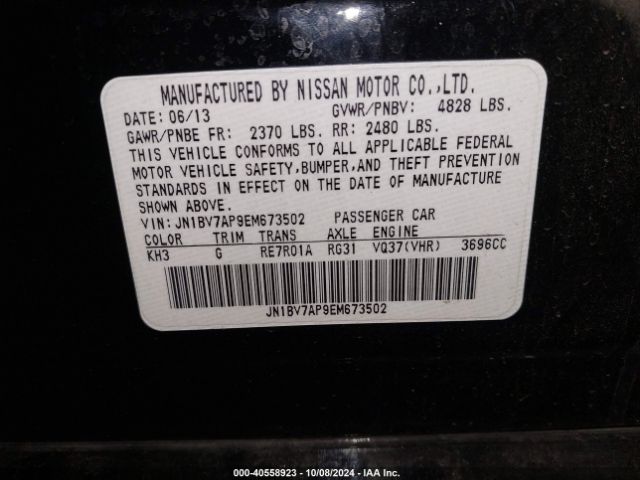 MANUFACTURED BY NISSAN MOTOR CO.,LTD.
DATE: 06/13 GVWR/PNBV: 4828 LBS.
GAWR/PNBE FR: 2370 LBS. RR: 2480 LBS.
THIS VEHICLE CONFORMS TO ALL APPLICABLE FEDERAL
MOTOR VEHICLE SAFETY,BUMPER,AND THEFT PREVENTION
STANDARDS IN EFFECT ON THE DATE OF MANUFACTURE
SHOWN ABOVE.
VIN:JN1BV7AP9EM673502 PASSENGER CAR
COLOR TRIM TRANS AXLE ENGINE
KH3 G RE7R01A RG31 VQ37(VHR) 3696CC
JN1BV7AP9EM673502
000-40558923 • 10/08/2024 • IAA Inc.